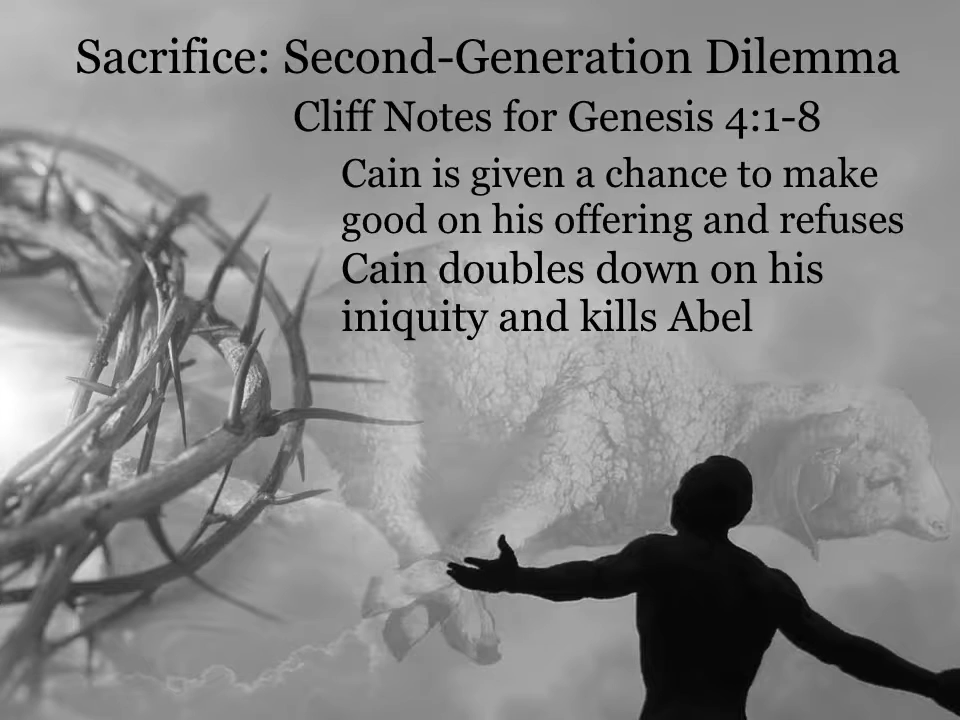 Sacrifice: Second-Generation Dilemma
Cliff Notes for Genesis 4:1-8
Cain is given a chance to make
good on his offering and refuses
Cain doubles down on his
iniquity and kills Abel